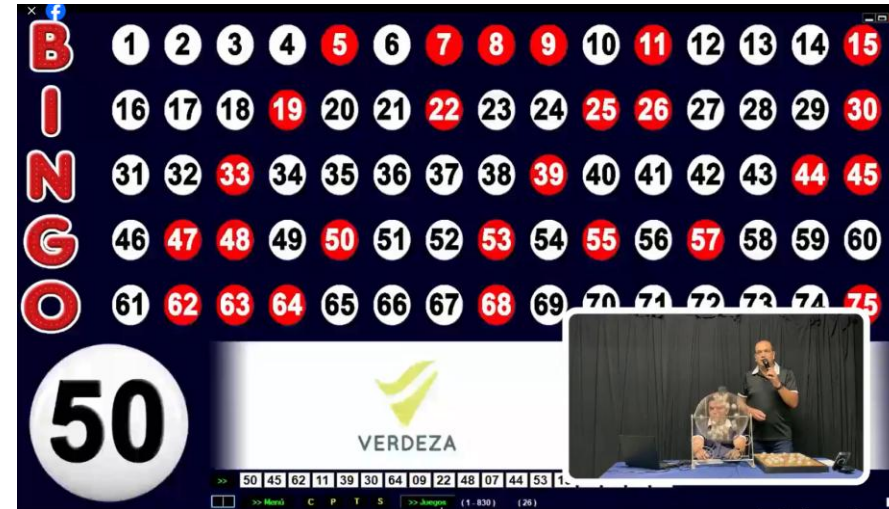 B 1 2 3 4 5 6 7 8 9 10 11 12 13 14 15
I 16 17 18 19 20 21 22 23 24 25 26 27 28 29 30
N 31 32 33 34 35 36 37 38 39 40 41 42 43 44 45
G 46 47 48 49 50 51 52 53 54 55 56 57 58 59 60
O 61 62 63 64 65 66 67 68 69 70 71 72 73 74 75
50
VERDEZA
>> 50 45 62 11 39 30 64 09 22 48 07 44 53
>> Menú C P T S >> Juegos (1-830) (26)